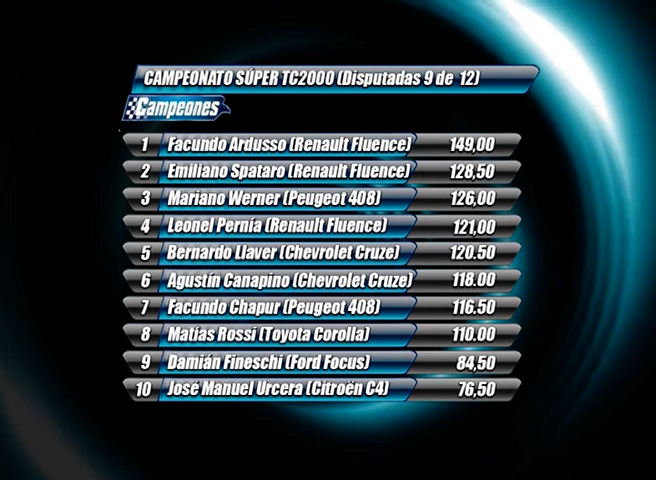 CAMPEONATO SÚPER TC2000 (Disputadas 9 de 12)
Campeones
1 Facundo Ardusso (Renault Fluence) 149,00
2 Emiliano Spataro (Renault Fluence) 128,50
3 Mariano Werner (Peugeot 408) 126,00
4 Leonel Pernía (Renault Fluence) 121,00
5 Bernardo Llaver (Chevrolet Cruze) 120.50
6 Agustín Canapino (Chevrolet Cruze) 118.00
7 Facundo Chapur (Peugeot 408) 116.50
8 Matías Rossi (Toyota Corolla) 110.00
9 Damián Fineschi (Ford Focus) 84,50
10 José Manuel Urcera (Citroën C4) 76,50